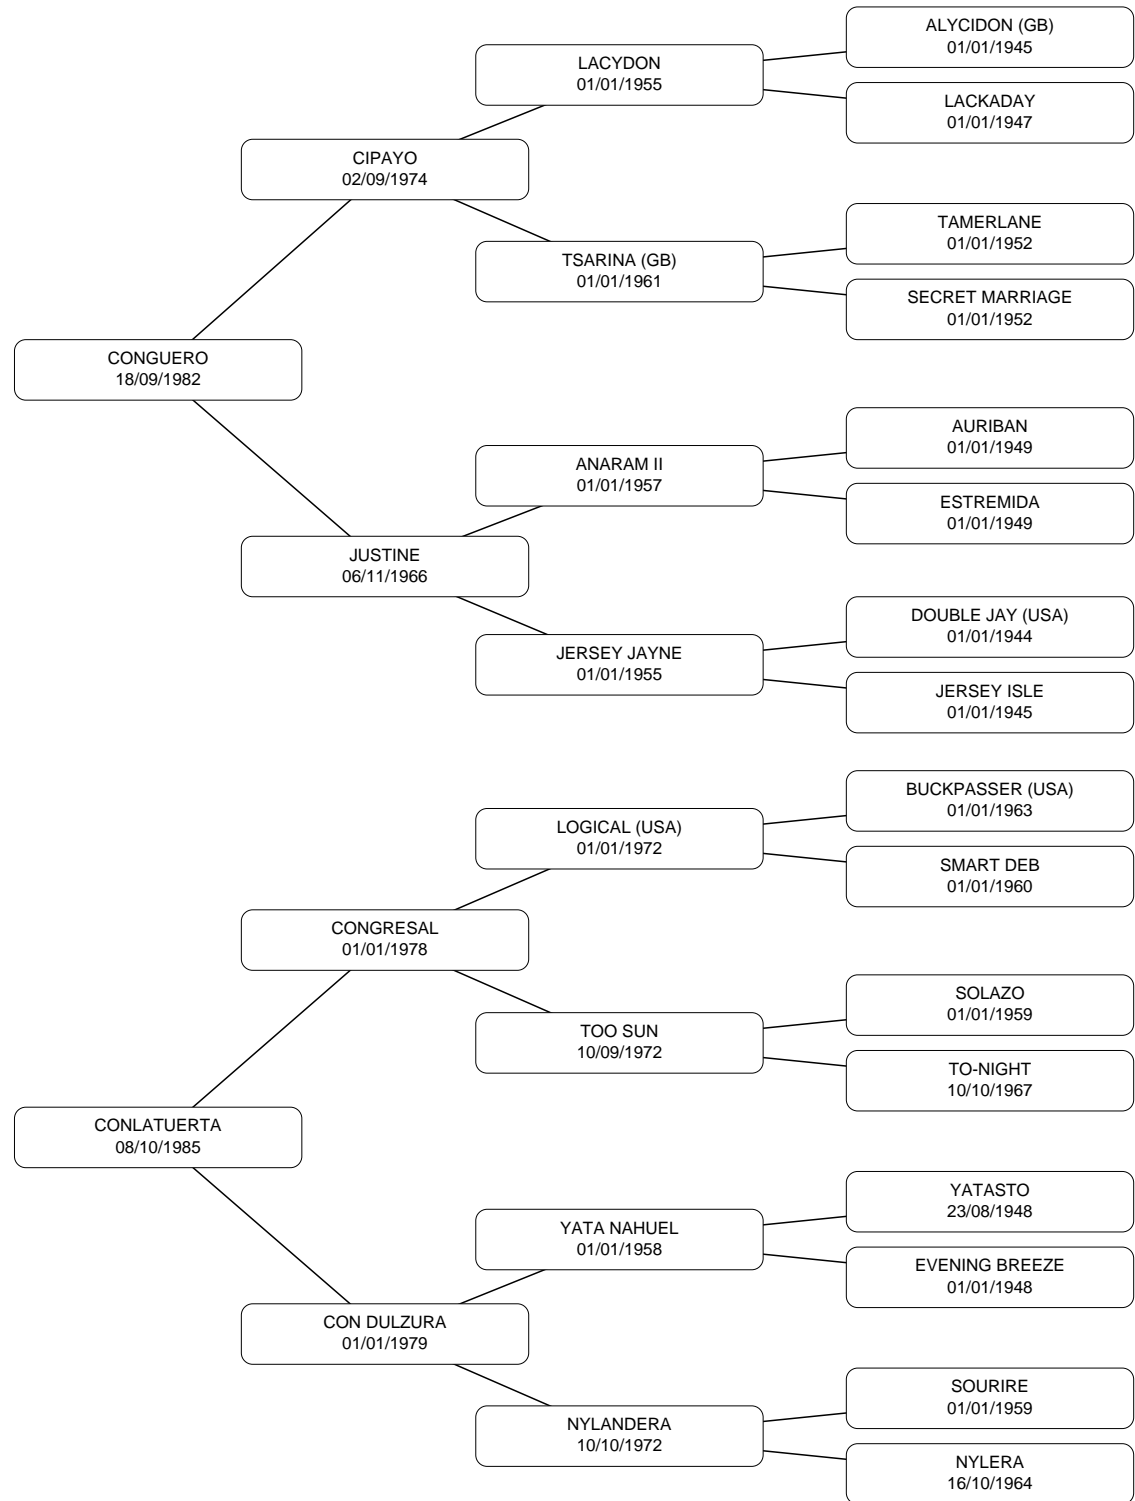 ALYCIDON (GB)
01/01/1945
LACYDON
01/01/1955
LACKADAY
01/01/1947
CIPAYO
02/09/1974
TAMERLANE
01/01/1952
TSARINA (GB)
01/01/1961
SECRET MARRIAGE
01/01/1952
CONGUERO
18/09/1982
AURIBAN
01/01/1949
ANARAM II
01/01/1957
ESTREMIDA
01/01/1949
JUSTINE
06/11/1966
DOUBLE JAY (USA)
01/01/1944
JERSEY JAYNE
01/01/1955
JERSEY ISLE
01/01/1945
BUCKPASSER (USA)
01/01/1963
LOGICAL (USA)
01/01/1972
SMART DEB
01/01/1960
CONGRESAL
01/01/1978
SOLAZO
01/01/1959
TOO SUN
10/09/1972
TO-NIGHT
10/10/1967
CONLATUERTA
08/10/1985
YATASTO
23/08/1948
YATA NAHUEL
01/01/1958
EVENING BREEZE
01/01/1948
CON DULZURA
01/01/1979
SOURIRE
01/01/1959
NYLANDERA
10/10/1972
NYLERA
16/10/1964